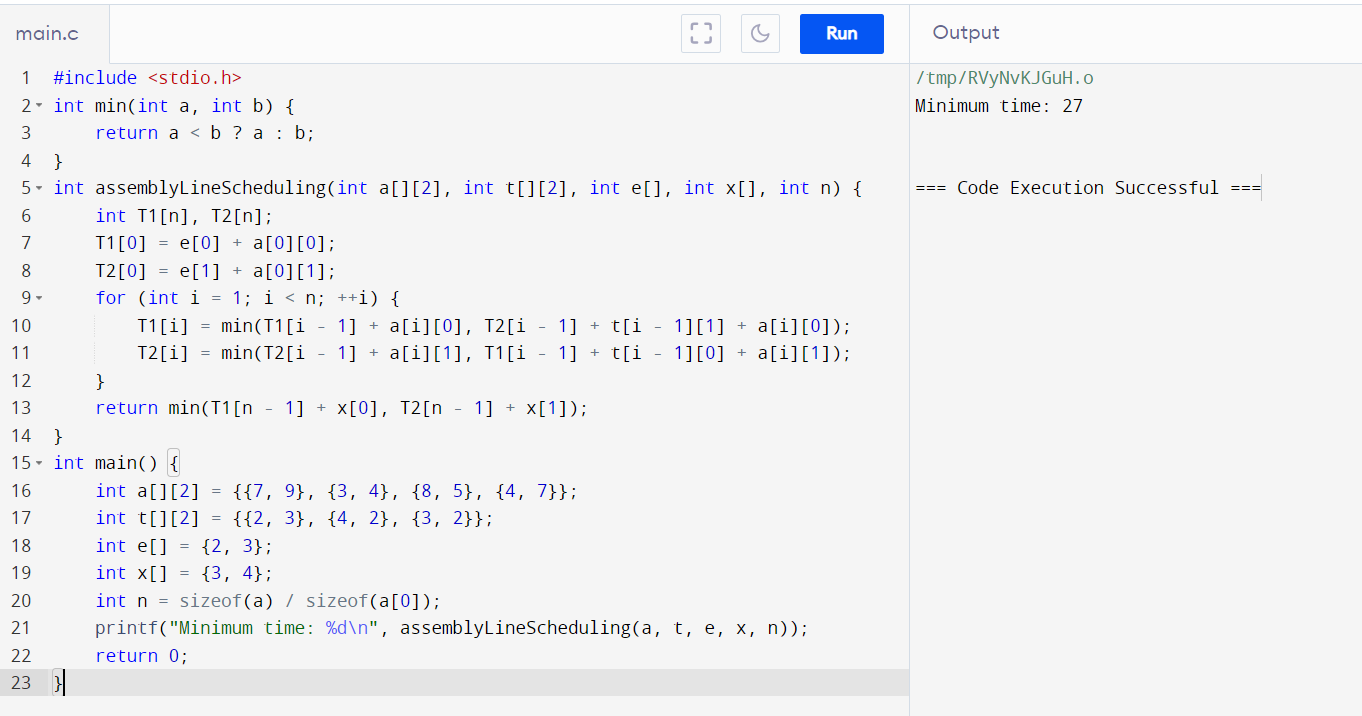 main.c
Run
Output
1 #include <stdio.h>
2 int min(int a, int b) {
3     return a < b ? a : b;
4 }
5 int assemblyLineScheduling(int a[][2], int t[][2], int e[], int x[], int n) {
6     int T1[n], T2[n];
7     T1[0] = e[0] + a[0][0];
8     T2[0] = e[1] + a[0][1];
9     for (int i = 1; i < n; ++i) {
10         T1[i] = min(T1[i - 1] + a[i][0], T2[i - 1] + t[i - 1][1] + a[i][0]);
11         T2[i] = min(T2[i - 1] + a[i][1], T1[i - 1] + t[i - 1][0] + a[i][1]);
12     }
13     return min(T1[n - 1] + x[0], T2[n - 1] + x[1]);
14 }
15 int main() {
16     int a[][2] = {{7, 9}, {3, 4}, {8, 5}, {4, 7}};
17     int t[][2] = {{2, 3}, {4, 2}, {3, 2}};
18     int e[] = {2, 3};
19     int x[] = {3, 4};
20     int n = sizeof(a) / sizeof(a[0]);
21     printf("Minimum time: %d\n", assemblyLineScheduling(a, t, e, x, n));
22     return 0;
23 }
/tmp/RVyNvKJGuH.o
Minimum time: 27
=== Code Execution Successful ===